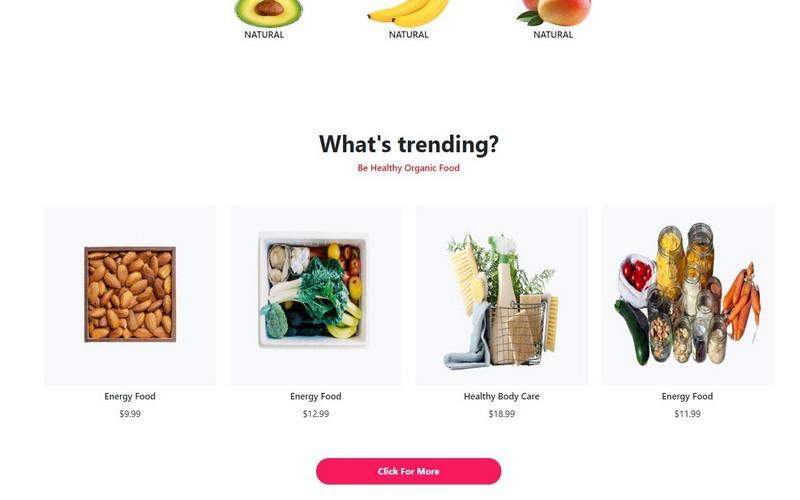 NATURAL
NATURAL
NATURAL
What's trending?
Be Healthy Organic Food
Energy Food
Energy Food
Healthy Body Care
Energy Food
$9.99
$12.99
$18.99
$11.99
Click For More